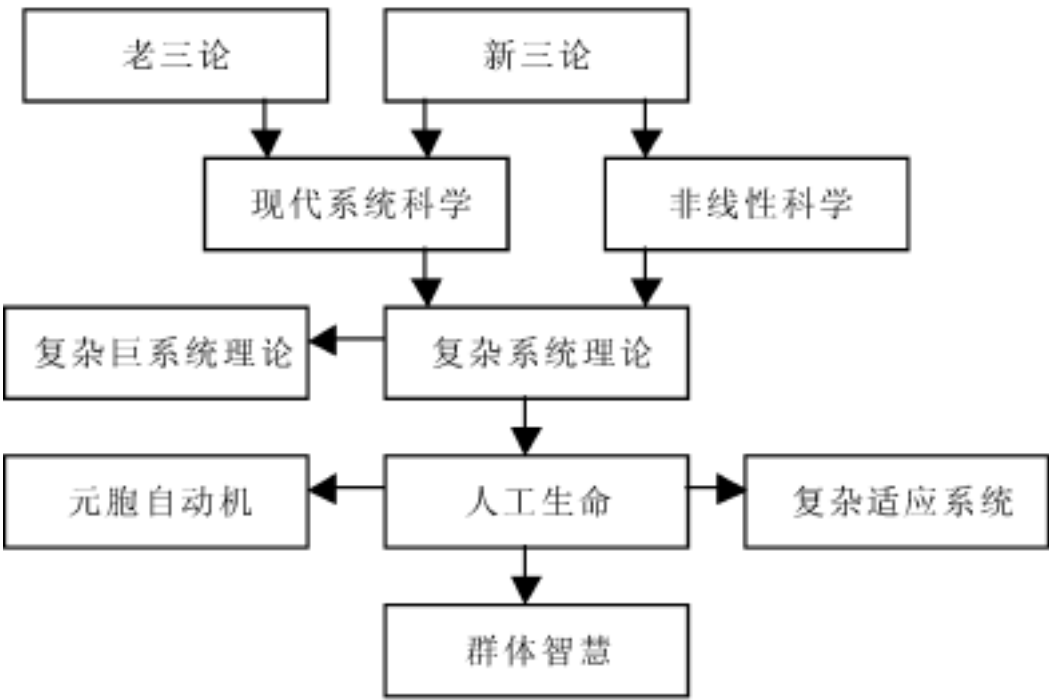 老三论
新三论
现代系统科学
非线性科学
复杂巨系统理论
复杂系统理论
元胞自动机
人工生命
复杂适应系统
群体智慧